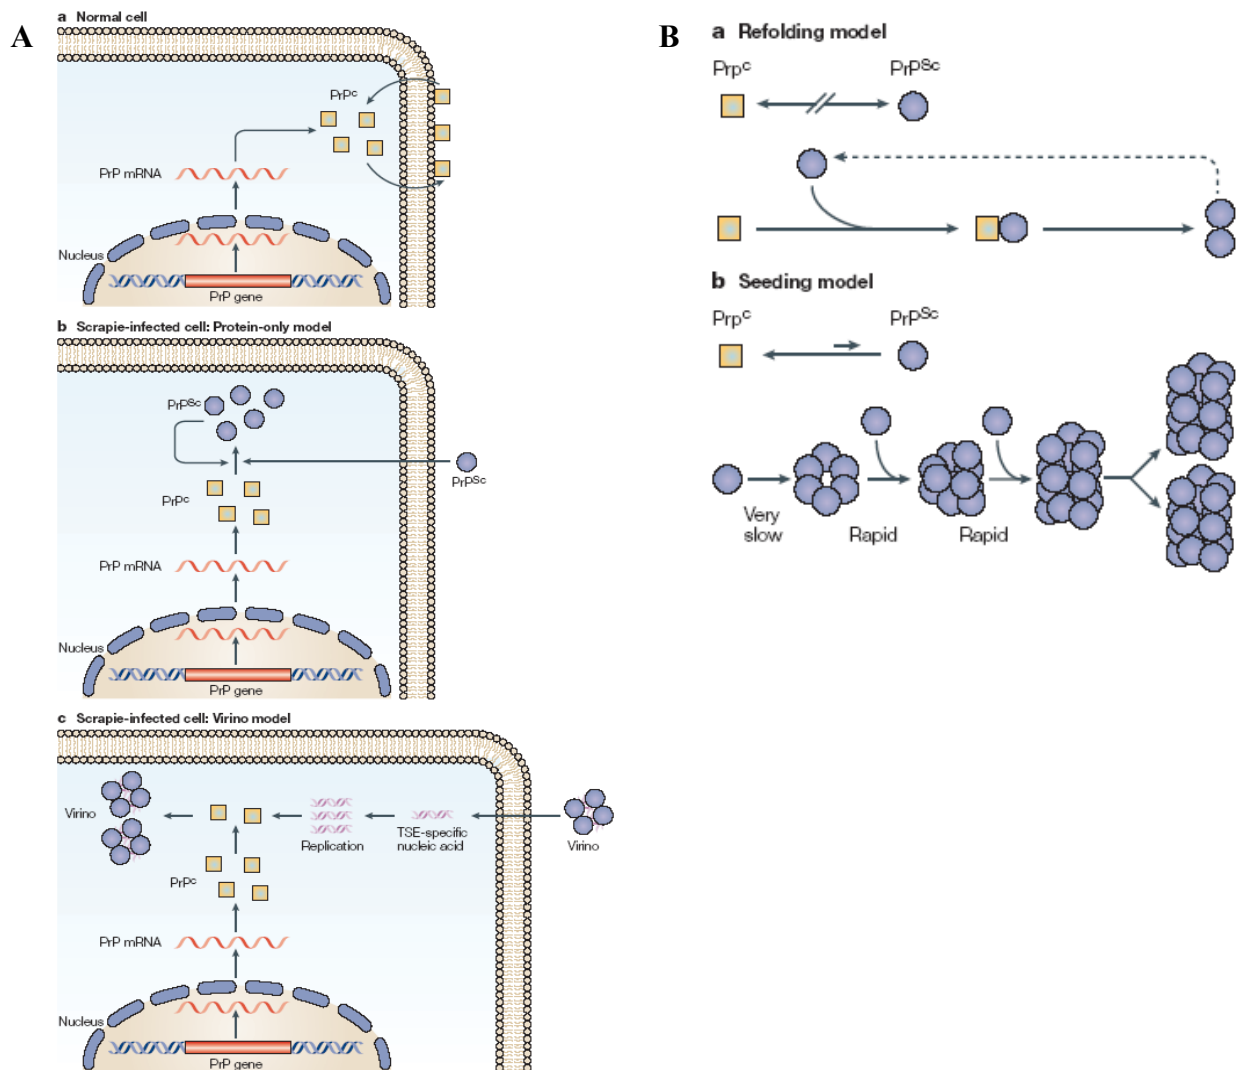 A
a Normal cell
PrPᶜ
PrP mRNA
Nucleus
PrP gene
b Scrapie-infected cell: Protein-only model
PrPˢᶜ
PrPˢᶜ
PrPᶜ
PrP mRNA
Nucleus
PrP gene
c Scrapie-infected cell: Virino model
Virino
Replication
TSE-specific
nucleic acid
Virino
PrPᶜ
PrP mRNA
Nucleus
PrP gene
B
a Refolding model
Prpᶜ PrPˢᶜ
b Seeding model
Prpᶜ PrPˢᶜ
Very
slow
Rapid
Rapid